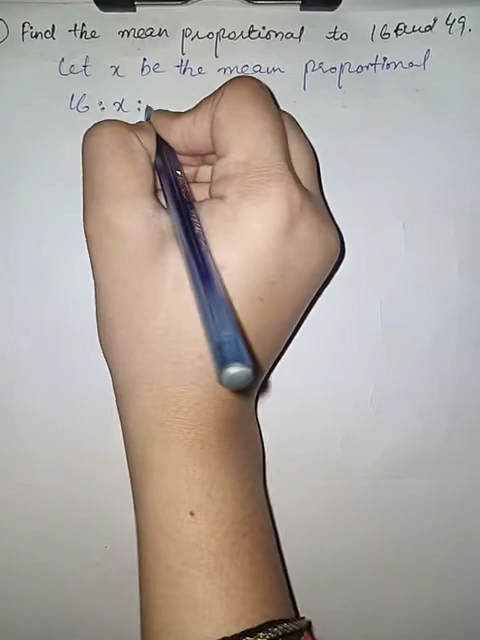 ) Find the mean proportional to 16 and 49.
Let x be the mean proportional
16 : x :